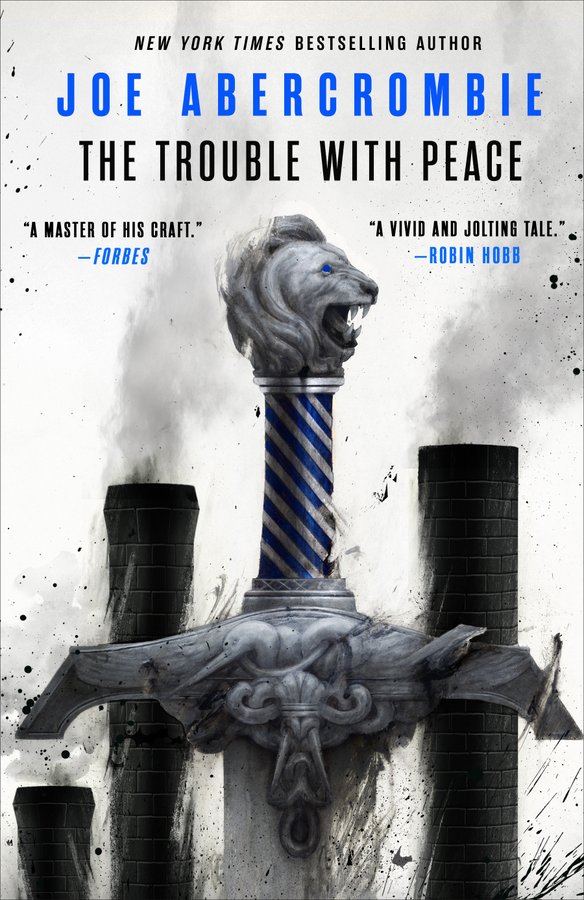 NEW YORK TIMES BESTSELLING AUTHOR
JOE ABERCROMBIE
THE TROUBLE WITH PEACE
“A MASTER OF HIS CRAFT.”
—FORBES
“A VIVID AND JOLTING TALE.”
—ROBIN HOBB